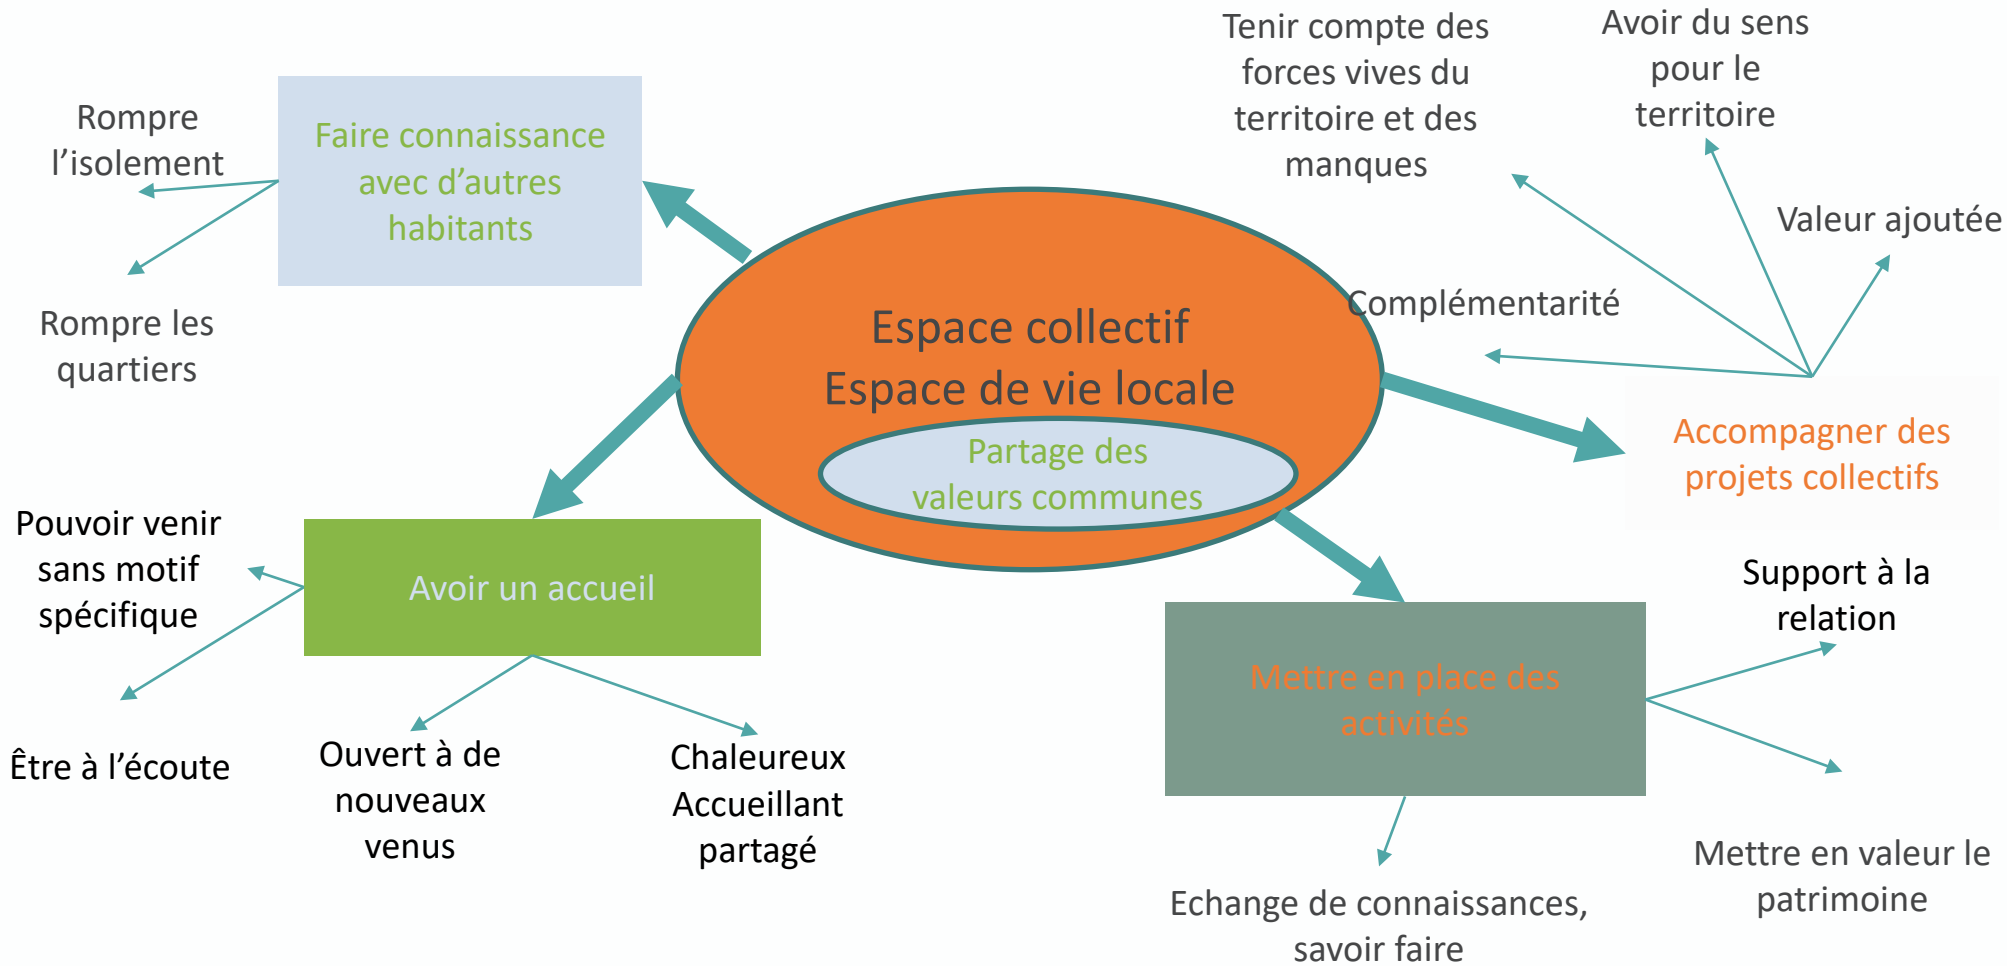 Tenir compte des
forces vives du
territoire et des
manques
Avoir du sens
pour le
territoire
Rompre
l’isolement
Faire connaissance
avec d’autres
habitants
Valeur ajoutée
Complémentarité
Rompre les
quartiers
Espace collectif
Espace de vie locale
Partage des
valeurs communes
Accompagner des
projets collectifs
Pouvoir venir
sans motif
spécifique
Avoir un accueil
Support à la
relation
Mettre en place des
activités
Être à l’écoute
Ouvert à de
nouveaux
venus
Chaleureux
Accueillant
partagé
Mettre en valeur le
patrimoine
Echange de connaissances,
savoir faire